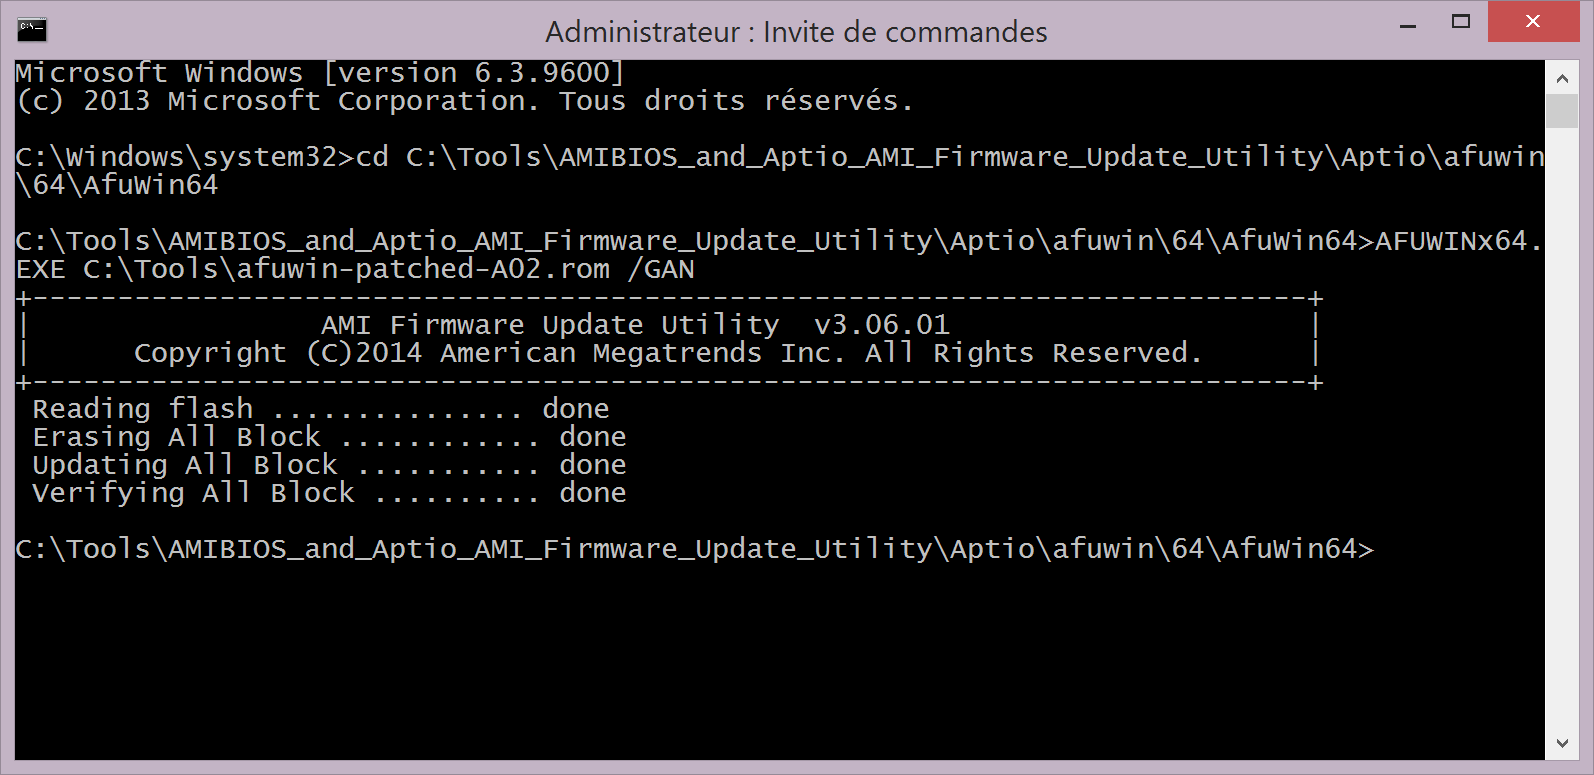 Administrateur : Invite de commandes
Microsoft Windows [version 6.3.9600]
(c) 2013 Microsoft Corporation. Tous droits réservés.
C:\Windows\system32>cd C:\Tools\AMIBIOS_and_Aptio_AMI_Firmware_Update_Utility\Aptio\afuwin
\64\AfuWin64
C:\Tools\AMIBIOS_and_Aptio_AMI_Firmware_Update_Utility\Aptio\afuwin\64\AfuWin64>AFUWINx64.
EXE C:\Tools\afuwin-patched-A02.rom /GAN
+---------------------------------------------------------------------------+
|                 AMI Firmware Update Utility  v3.06.01                     |
|      Copyright (C)2014 American Megatrends Inc. All Rights Reserved.      |
+---------------------------------------------------------------------------+
 Reading flash ............... done
 Erasing All Block ............ done
 Updating All Block ........... done
 Verifying All Block .......... done
C:\Tools\AMIBIOS_and_Aptio_AMI_Firmware_Update_Utility\Aptio\afuwin\64\AfuWin64>